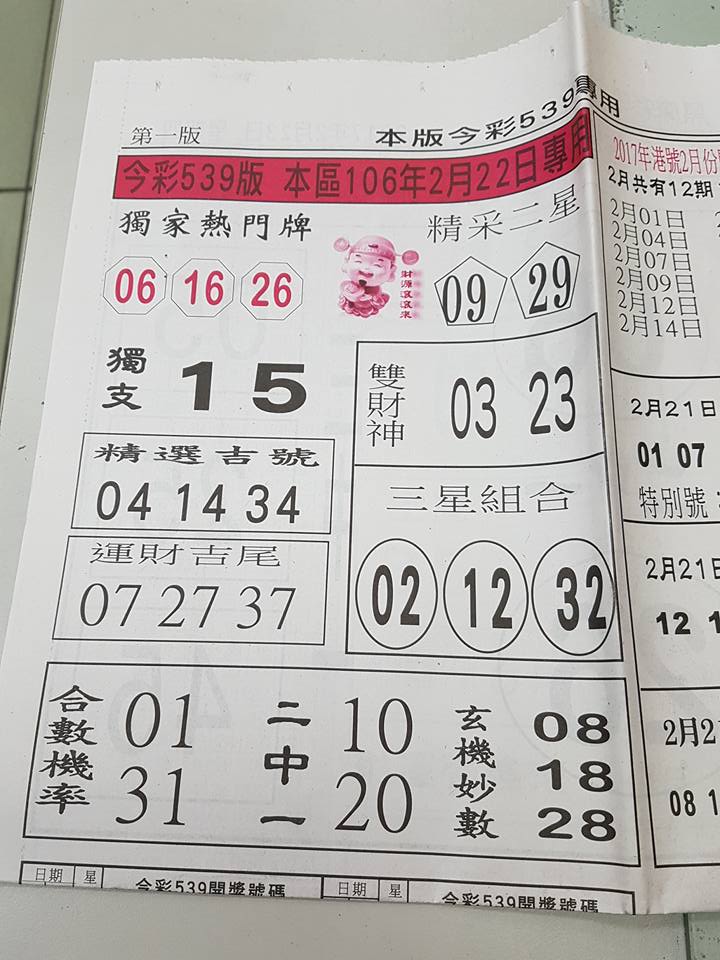 第一版
本版今彩539專用
今彩539版 本區106年2月22日專用
獨家熱門牌
06 16 26
財源滾滾來
精采二星
09 29
獨支 15
雙財神 03 23
精選吉號
04 14 34
三星組合
02 12 32
運財吉尾
07 27 37
合數機率 01 31
二中一 10 20
玄機妙數 08 18 28
日期 星 今彩539開獎號碼 日期 星 今彩539開獎號碼
2017年港號2月份
2月共有12期
2月01日
2月04日
2月07日
2月09日
2月12日
2月14日
2月21日
01 07
特別號
2月21日
12 1
2月2
08 1